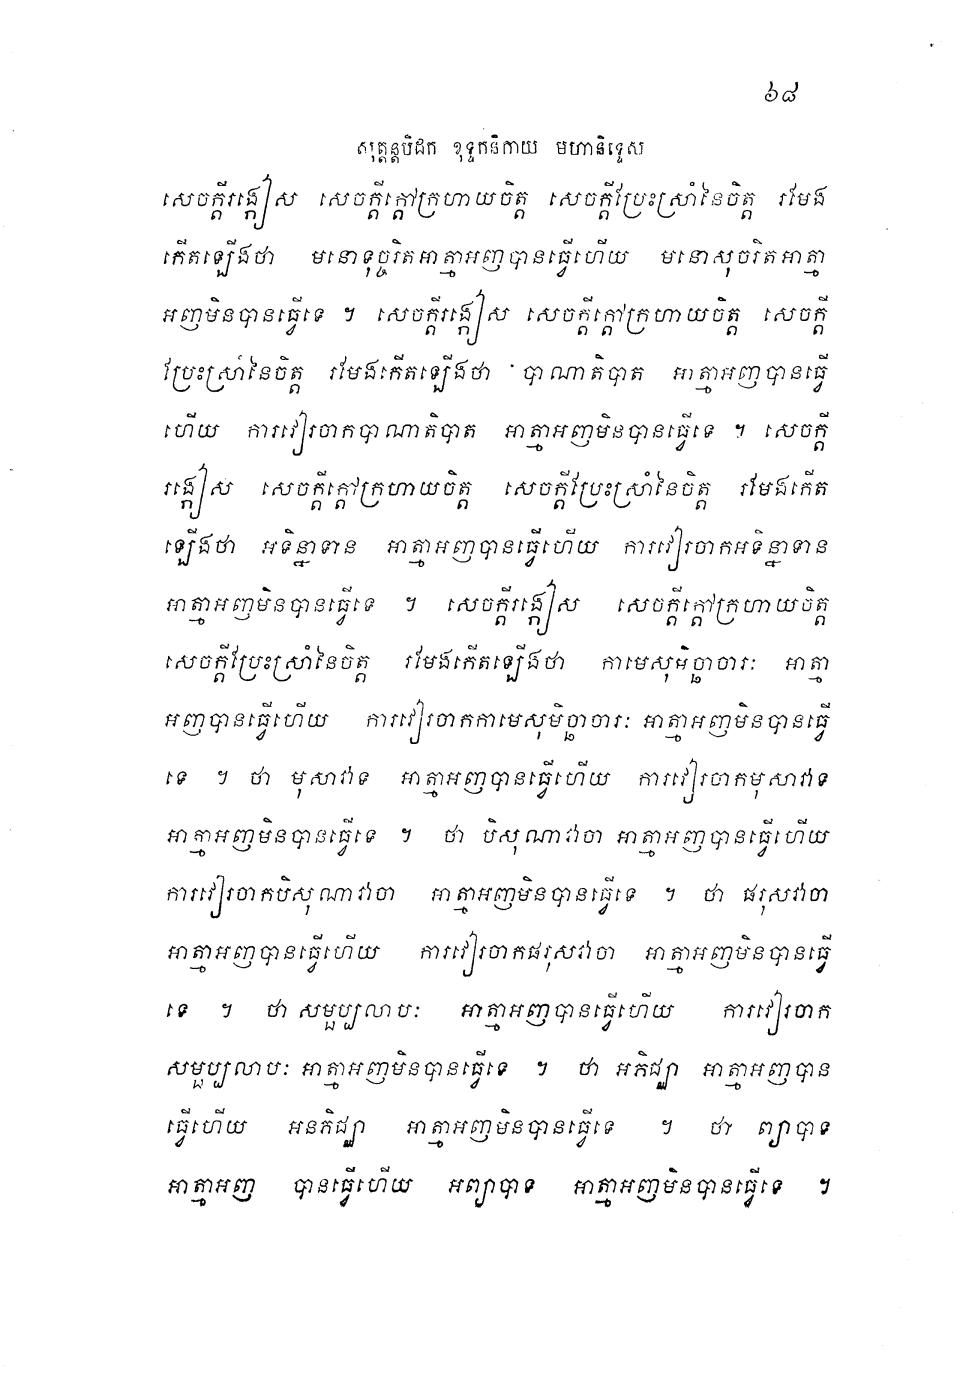 ៦៨
សុត្តន្តបិដក ខុទ្ទកនិកាយ មហានិទ្ទេស
សេចក្តីរង្កៀស សេចក្តីក្តៅក្រហាយចិត្ត សេចក្តីប្រែះស្រាំនៃចិត្ត រមែង
កើតឡើងថា មនោទុច្ចរិតអាត្មាអញបានធ្វើហើយ មនោសុចរិតអាត្មា
អញមិនបានធ្វើទេ ។ សេចក្តីរង្កៀស សេចក្តីក្តៅក្រហាយចិត្ត សេចក្តី
ប្រែះស្រាំនៃចិត្ត រមែងកើតឡើងថា បាណាតិបាត អាត្មាអញបានធ្វើ
ហើយ ការវៀរចាកបាណាតិបាត អាត្មាអញមិនបានធ្វើទេ ។ សេចក្តី
រង្កៀស សេចក្តីក្តៅក្រហាយចិត្ត សេចក្តីប្រែះស្រាំនៃចិត្ត រមែងកើត
ឡើងថា អទិន្នាទាន អាត្មាអញបានធ្វើហើយ ការវៀរចាកអទិន្នាទាន
អាត្មាអញមិនបានធ្វើទេ ។ សេចក្តីរង្កៀស សេចក្តីក្តៅក្រហាយចិត្ត
សេចក្តីប្រែះស្រាំនៃចិត្ត រមែងកើតឡើងថា កាមេសុមិច្ឆាចារៈ អាត្មា
អញបានធ្វើហើយ ការវៀរចាកកាមេសុមិច្ឆាចារៈ អាត្មាអញមិនបានធ្វើ
ទេ ។ ថា មុសាវាទ អាត្មាអញបានធ្វើហើយ ការវៀរចាកមុសាវាទ
អាត្មាអញមិនបានធ្វើទេ ។ ថា បិសុណាវាចា អាត្មាអញបានធ្វើហើយ
ការវៀរចាកបិសុណាវាចា អាត្មាអញមិនបានធ្វើទេ ។ ថា ផរុសវាចា
អាត្មាអញបានធ្វើហើយ ការវៀរចាកផរុសវាចា អាត្មាអញមិនបានធ្វើ
ទេ ។ ថា សម្ផប្បលាបៈ អាត្មាអញបានធ្វើហើយ ការវៀរចាក
សម្ផប្បលាបៈ អាត្មាអញមិនបានធ្វើទេ ។ ថា អភិជ្ឈា អាត្មាអញបាន
ធ្វើហើយ អនភិជ្ឈា អាត្មាអញមិនបានធ្វើទេ ។ ថា ព្យាបាទ
អាត្មាអញ បានធ្វើហើយ អព្យាបាទ អាត្មាអញមិនបានធ្វើទេ ។